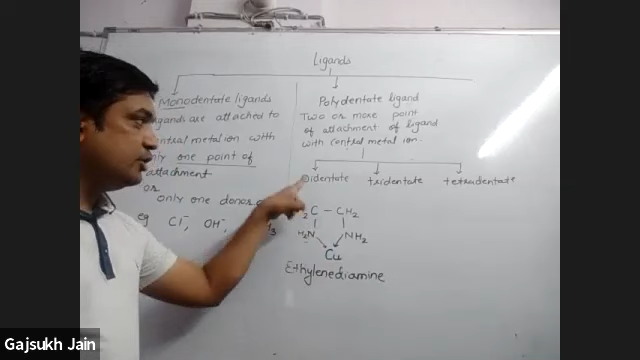 Ligands
Monodentate ligands
ligands are attached to
central metal ion with
only one point of
attachment
or
only one donor
eg Cl⁻, OH⁻,
Polydentate ligand
Two or more point
of attachment of ligand
with central metal ion.
identate tridentate tetradentate
C — CH₂
H₂N NH₂
Cu
Ethylenediamine
Gajsukh Jain